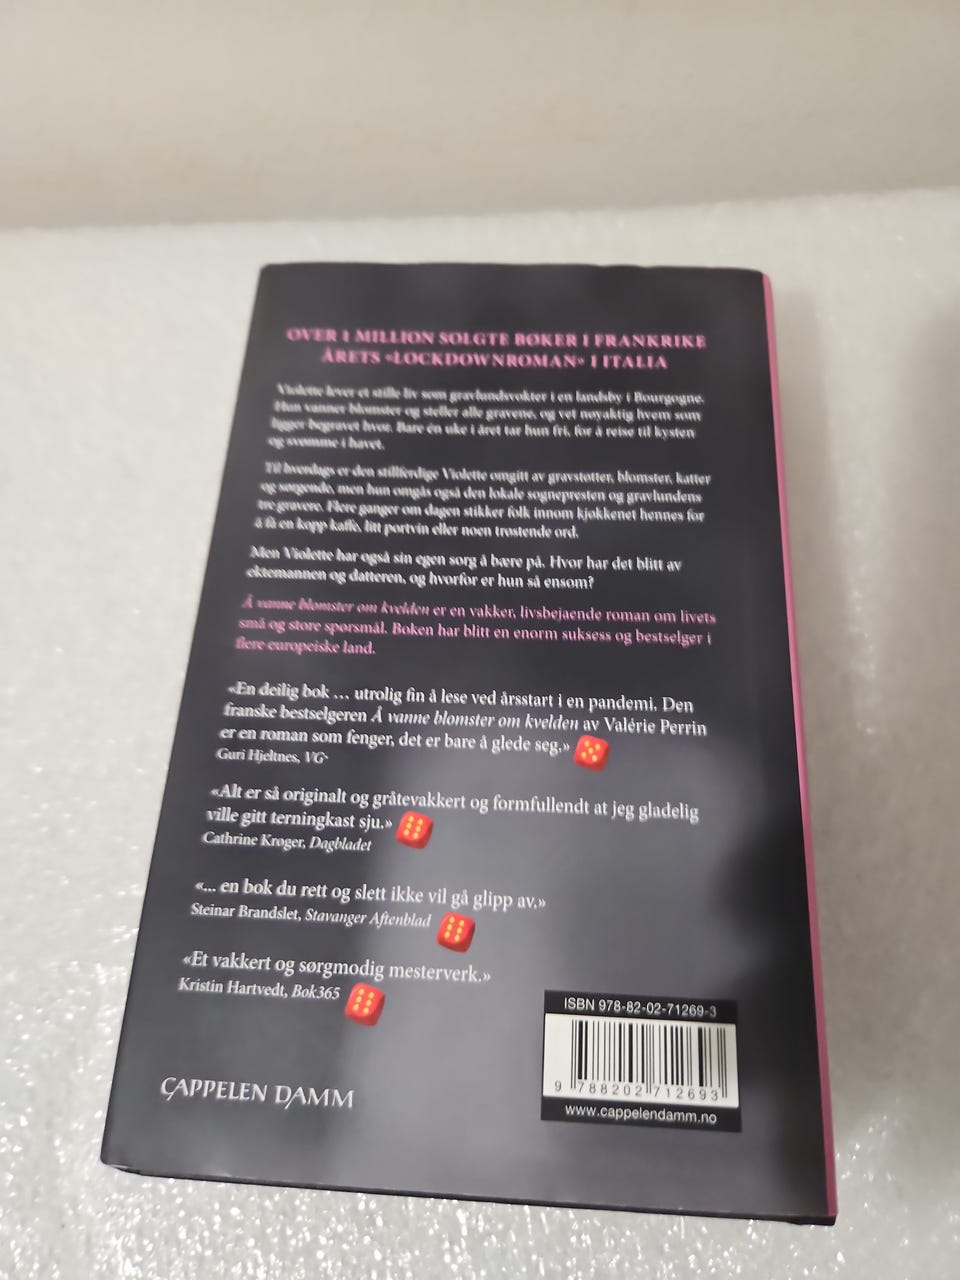 OVER 1 MILLION SOLGTE BØKER I FRANKRIKE
ÅRETS «LOCKDOWNROMAN» I ITALIA
Violette lever et stille liv som gravlundsvokter i en landsby i Bourgogne.
Hun vanner blomster og steller alle gravene, og vet nøyaktig hvem som
ligger begravet hvor. Bare én uke i året tar hun fri, for å reise til kysten
og svømme i havet.
Til hverdags er den stillferdige Violette omgitt av gravstøtter, blomster, katter
og sørgende, men hun omgås også den lokale sognepresten og gravlundens
tre gravere. Flere ganger om dagen stikker folk innom kjøkkenet hennes for
å få en kopp kaffe, litt portvin eller noen trøstende ord.
Men Violette har også sin egen sorg å bære på. Hvor har det blitt av
ektemannen og datteren, og hvorfor er hun så ensom?
Å vanne blomster om kvelden er en vakker, livsbejaende roman om livets
små og store spørsmål. Boken har blitt en enorm suksess og bestselger i
flere europeiske land.
«En deilig bok ... utrolig fin å lese ved årsstart i en pandemi. Den
franske bestselgeren Å vanne blomster om kvelden av Valérie Perrin
er en roman som fenger, det er bare å glede seg.»
Guri Hjeltnes, VG
«Alt er så originalt og gråtevakkert og formfullendt at jeg gladelig
ville gitt terningkast sju.»
Cathrine Krøger, Dagbladet
«... en bok du rett og slett ikke vil gå glipp av.»
Steinar Brandslet, Stavanger Aftenblad
«Et vakkert og sørgmodig mesterverk.»
Kristin Hartvedt, Bok365
ISBN 978-82-02-71269-3
9 788202 712693
www.cappelendamm.no
CAPPELEN DAMM